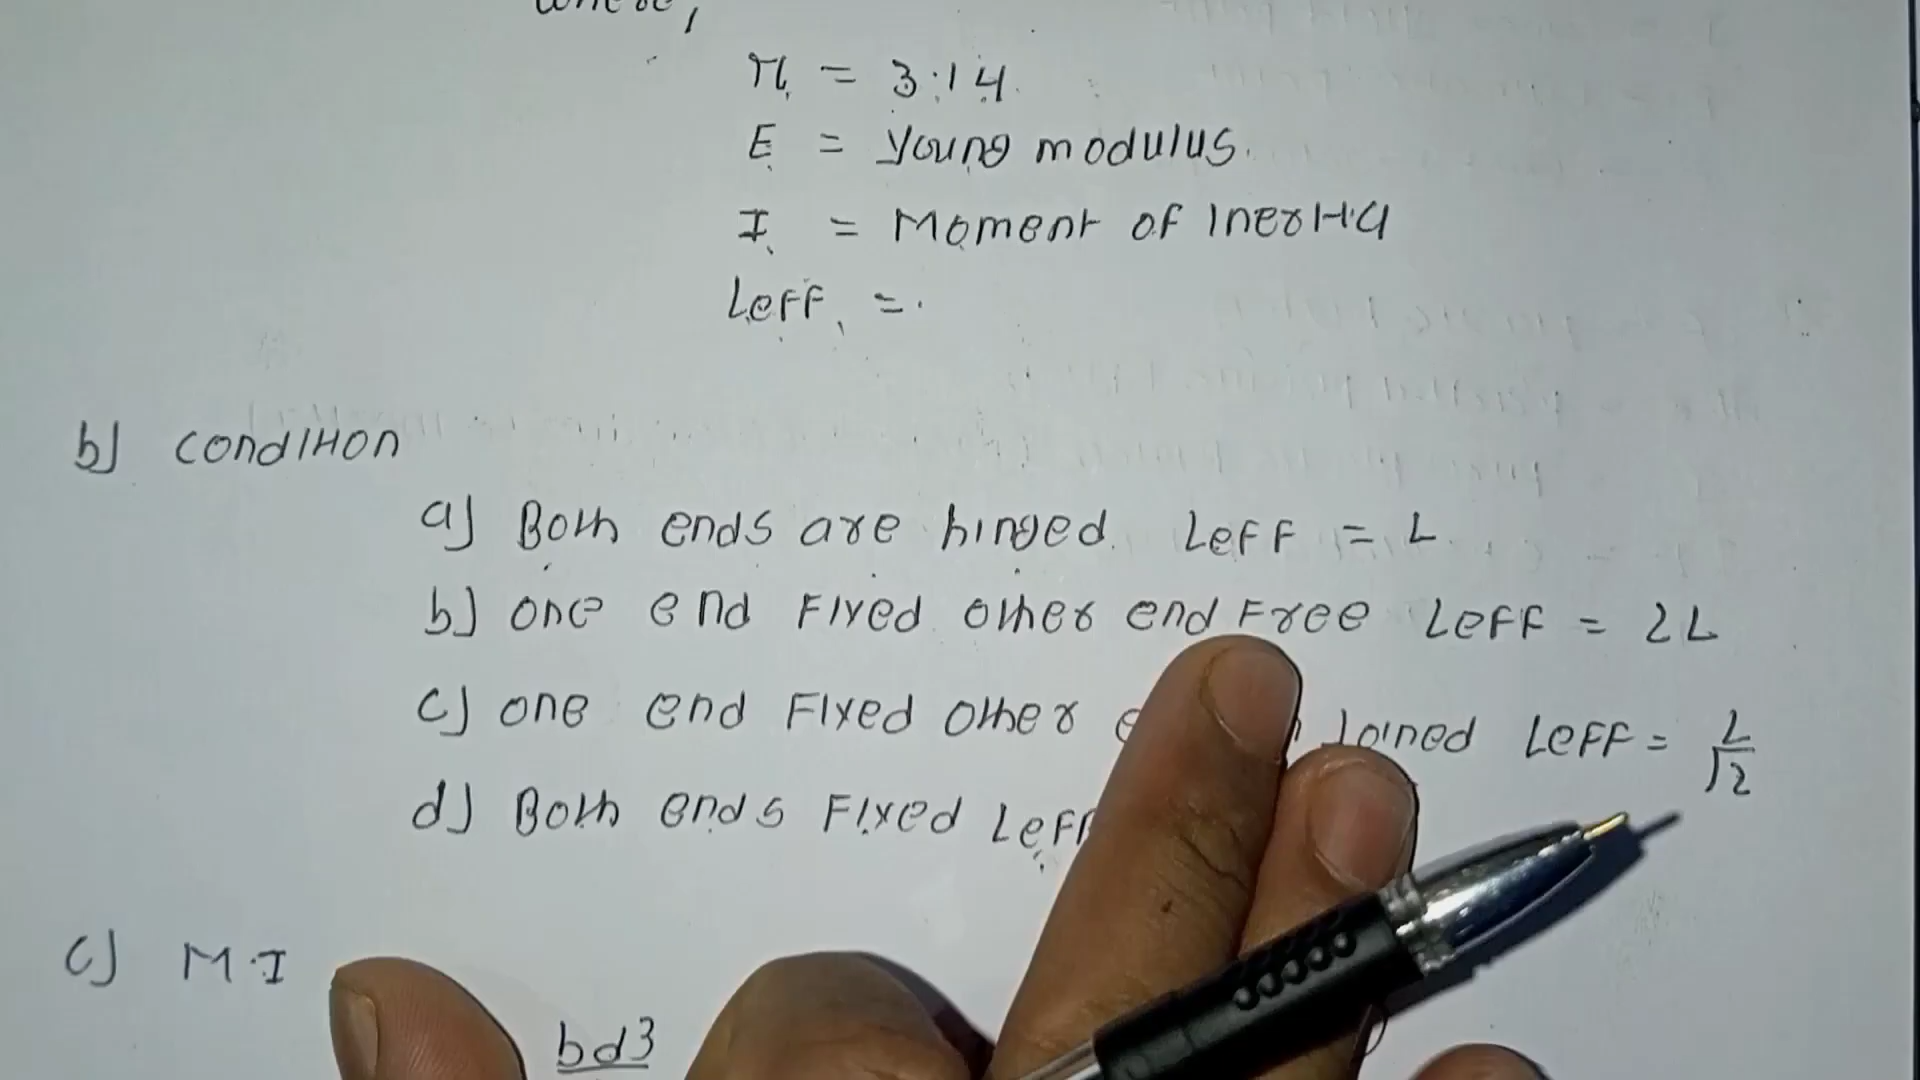 π = 3.14
E = young modulus.
I = Moment of Inertia
Leff =
b) condition
a) Both ends are hinged. Leff = L
b) one end Fixed other end Free Leff = 2L
c) one end Fixed other Leff = L/√2
d) Both ends Fixed Leff
c) M.I
bd3